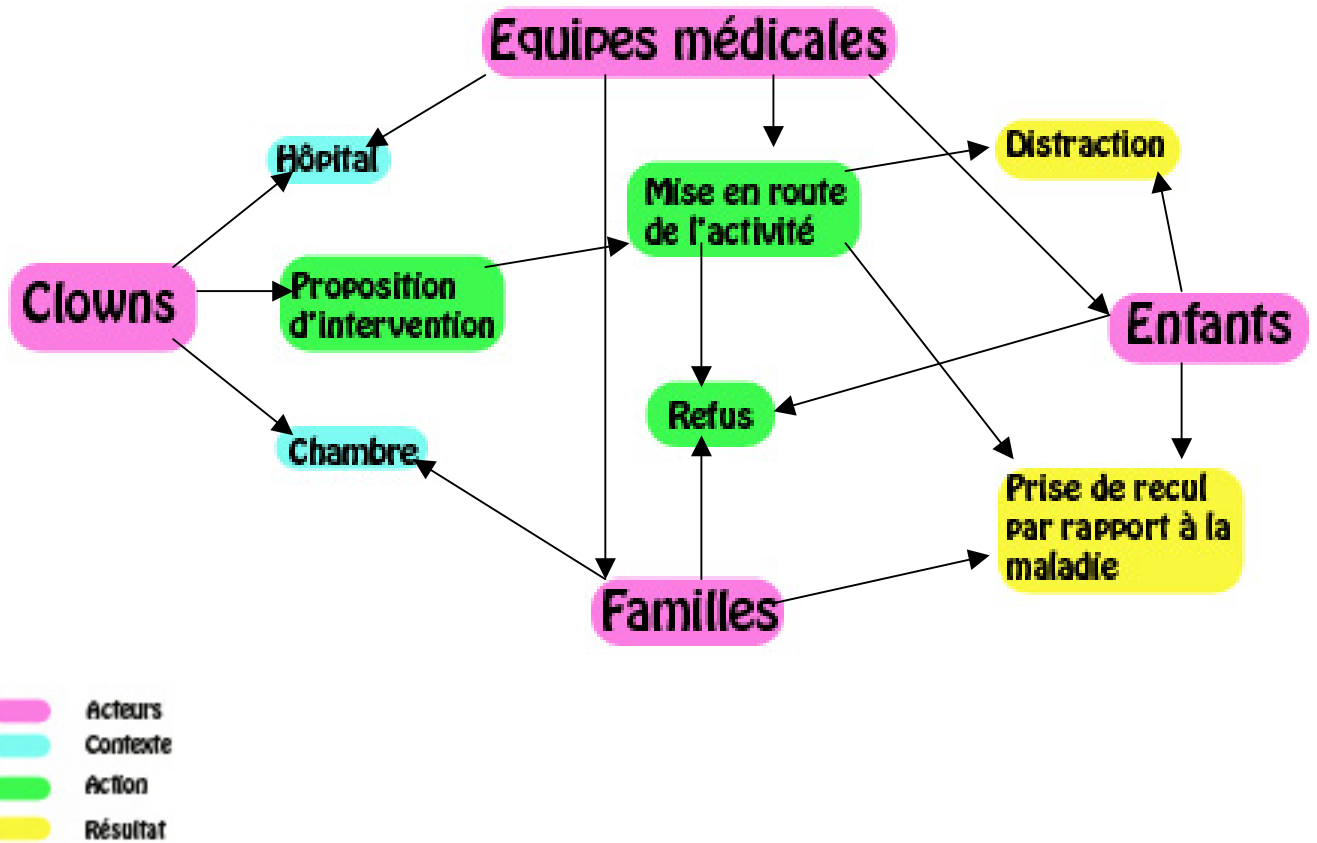 Equipes médicales
Distraction
Hôpital
Mise en route
de l'activité
Clowns
Proposition
d'intervention
Enfants
Refus
Chambre
Prise de recul
par rapport à la
maladie
Familles
Acteurs
Contexte
Action
Résultat